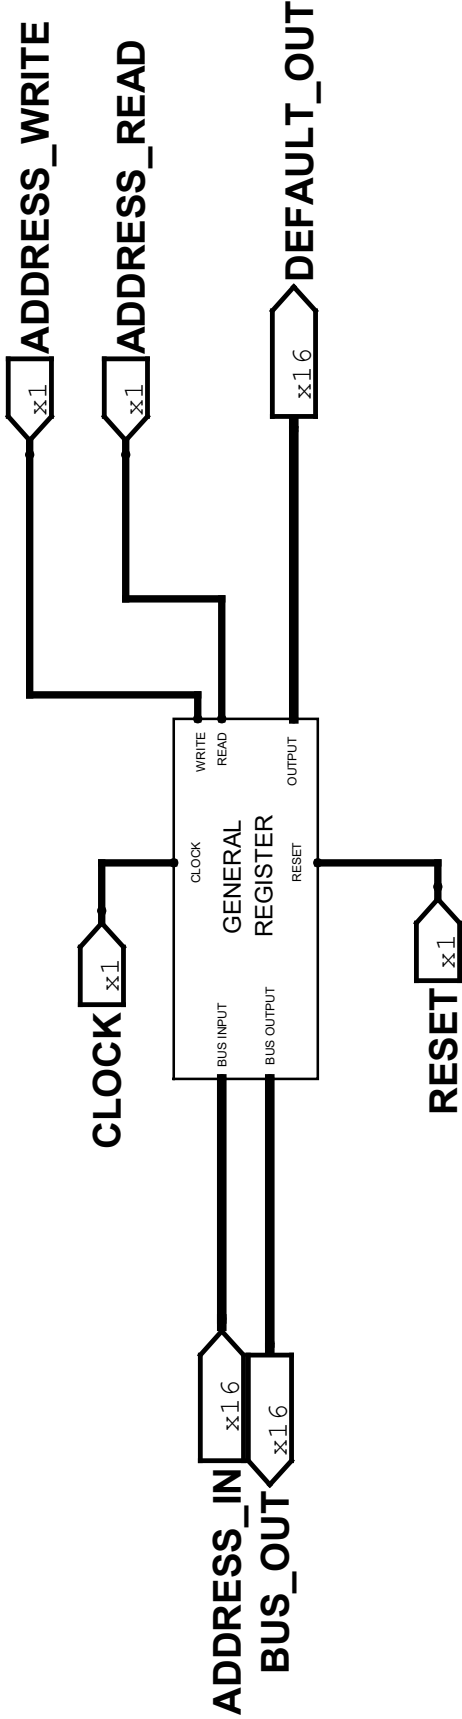 CLOCK
x1
ADDRESS_WRITE
x1
ADDRESS_READ
x1
ADDRESS_IN
x16
BUS_OUT
x16
BUS INPUT
BUS OUTPUT
CLOCK
GENERAL
REGISTER
WRITE
READ
OUTPUT
RESET
DEFAULT_OUT
x16
RESET
x1